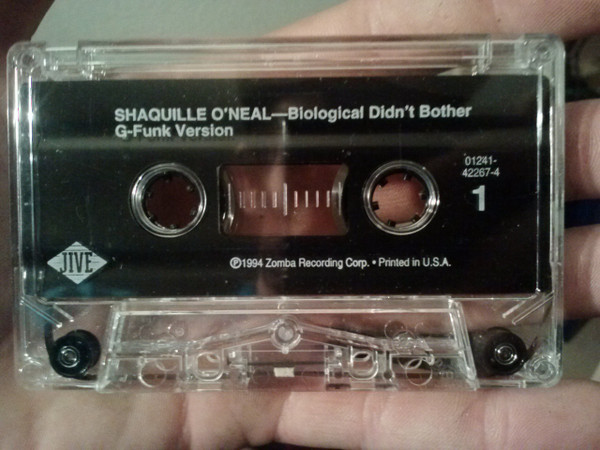 SHAQUILLE O'NEAL—Biological Didn't Bother
G-Funk Version
01241-
42267-4
1
JIVE
℗1994 Zomba Recording Corp. • Printed in U.S.A.